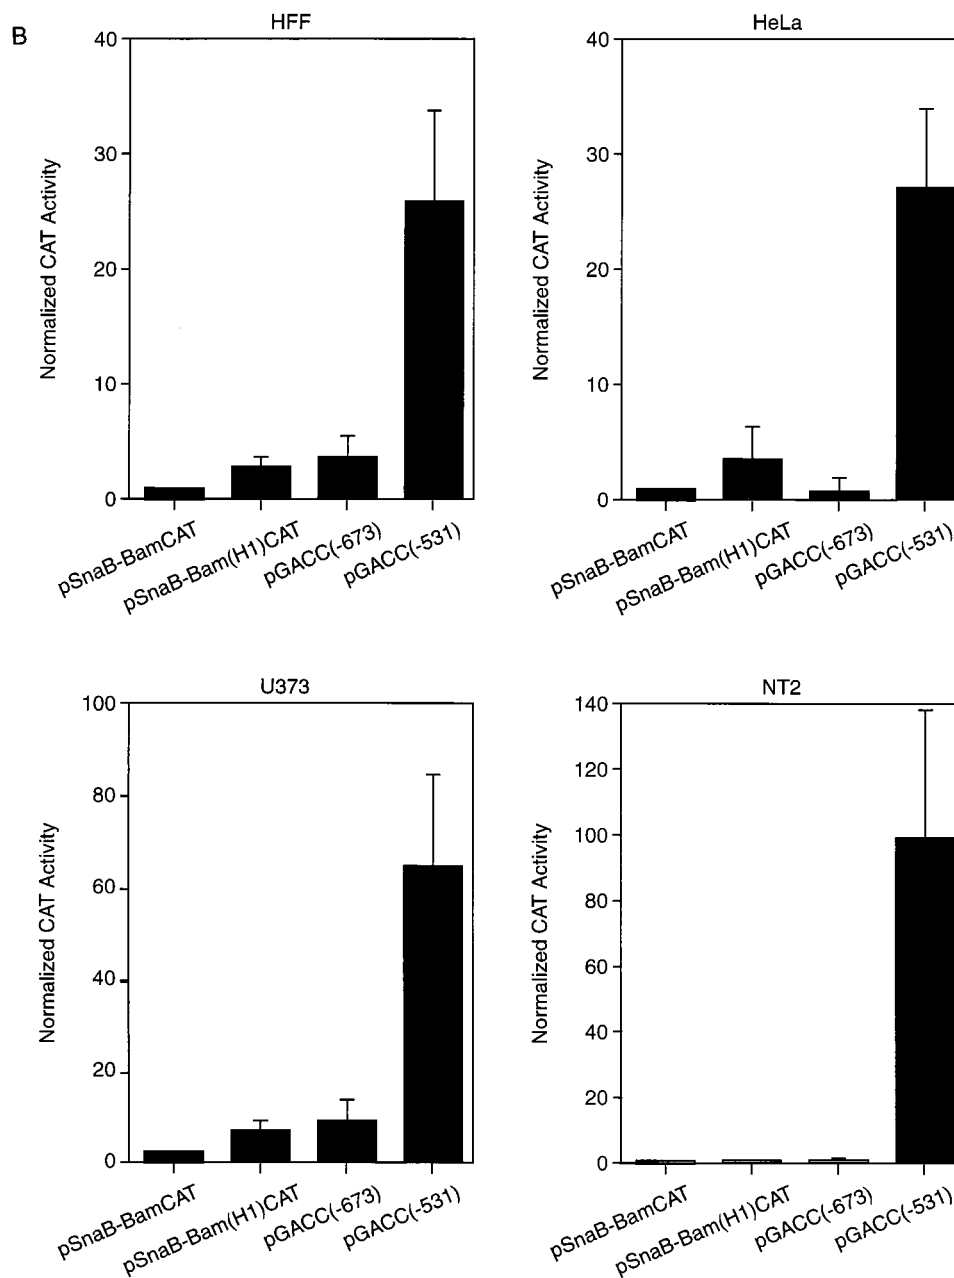 B
HFF
Normalized CAT Activity
40
30
20
10
0
pSnaB-BamCAT
pSnaB-Bam(H1)CAT
pGACC(-673)
pGACC(-531)
HeLa
Normalized CAT Activity
40
30
20
10
0
pSnaB-BamCAT
pSnaB-Bam(H1)CAT
pGACC(-673)
pGACC(-531)
U373
Normalized CAT Activity
100
80
60
40
20
0
pSnaB-BamCAT
pSnaB-Bam(H1)CAT
pGACC(-673)
pGACC(-531)
NT2
Normalized CAT Activity
140
120
100
80
60
40
20
0
pSnaB-BamCAT
pSnaB-Bam(H1)CAT
pGACC(-673)
pGACC(-531)